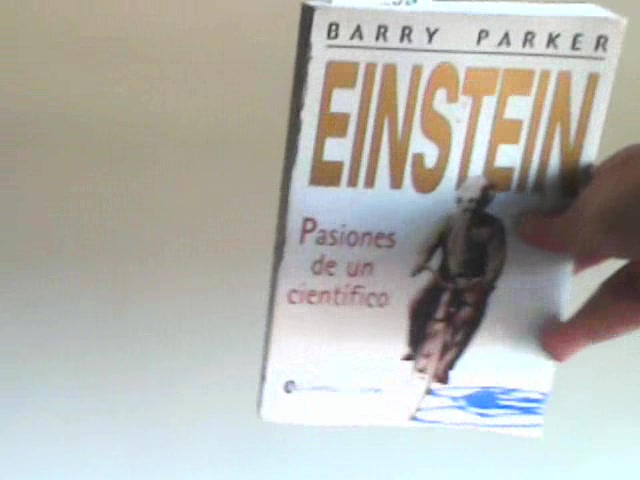 BARRY PARKER
EINSTEIN
Pasiones
de un
científico